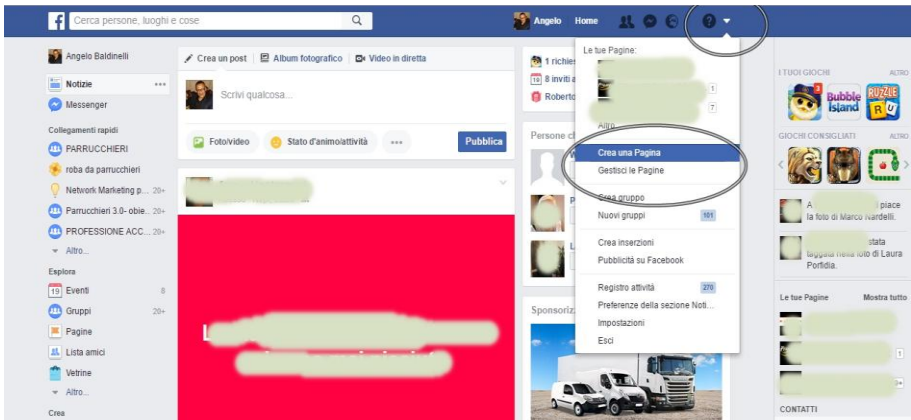 Cerca persone, luoghi e cose
Angelo Home
Angelo Baldinelli
Notizie
Messenger
Collegamenti rapidi
PARRUCCHIERI
roba da parrucchieri
Network Marketing p... 20+
Parrucchieri 3.0- obie... 20+
PROFESSIONE ACC... 20+
Altro...
Esplora
19 Eventi 8
Gruppi 20+
Pagine
Lista amici
Vetrine
Altro...
Crea
Crea un post Album fotografico Video in diretta
Scrivi qualcosa...
Foto/video Stato d'animo/attività
Pubblica
1 richies
19 8 inviti a
Roberto
Persone c
Sponsoriz
Le tue Pagine:
1
7
Altro...
Crea una Pagina
Gestisci le Pagine
Crea gruppo
Nuovi gruppi 101
Crea inserzioni
Pubblicità su Facebook
Registro attività 270
Preferenze della sezione Noti...
Impostazioni
Esci
I TUOI GIOCHI ALTRO
3
Bubble Island
RUZZLE
R U
GIOCHI CONSIGLIATI ALTRO
A piace
la foto di Marco Nardelli.
stata
taggata nella foto di Laura
Porfidia.
Le tue Pagine Mostra tutto
1
CONTATTI